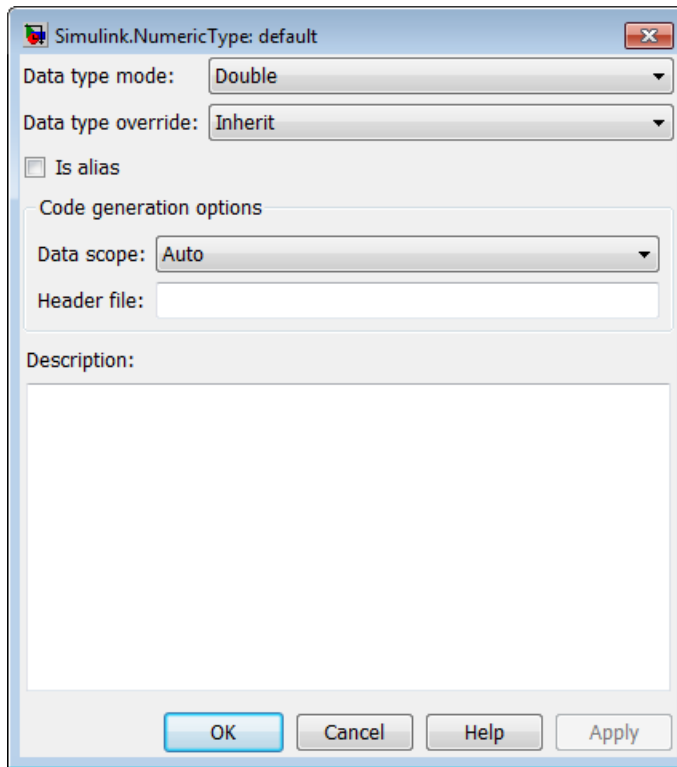 Simulink.NumericType: default
Data type mode: Double
Data type override: Inherit
Is alias
Code generation options
Data scope: Auto
Header file:
Description:
OK Cancel Help Apply